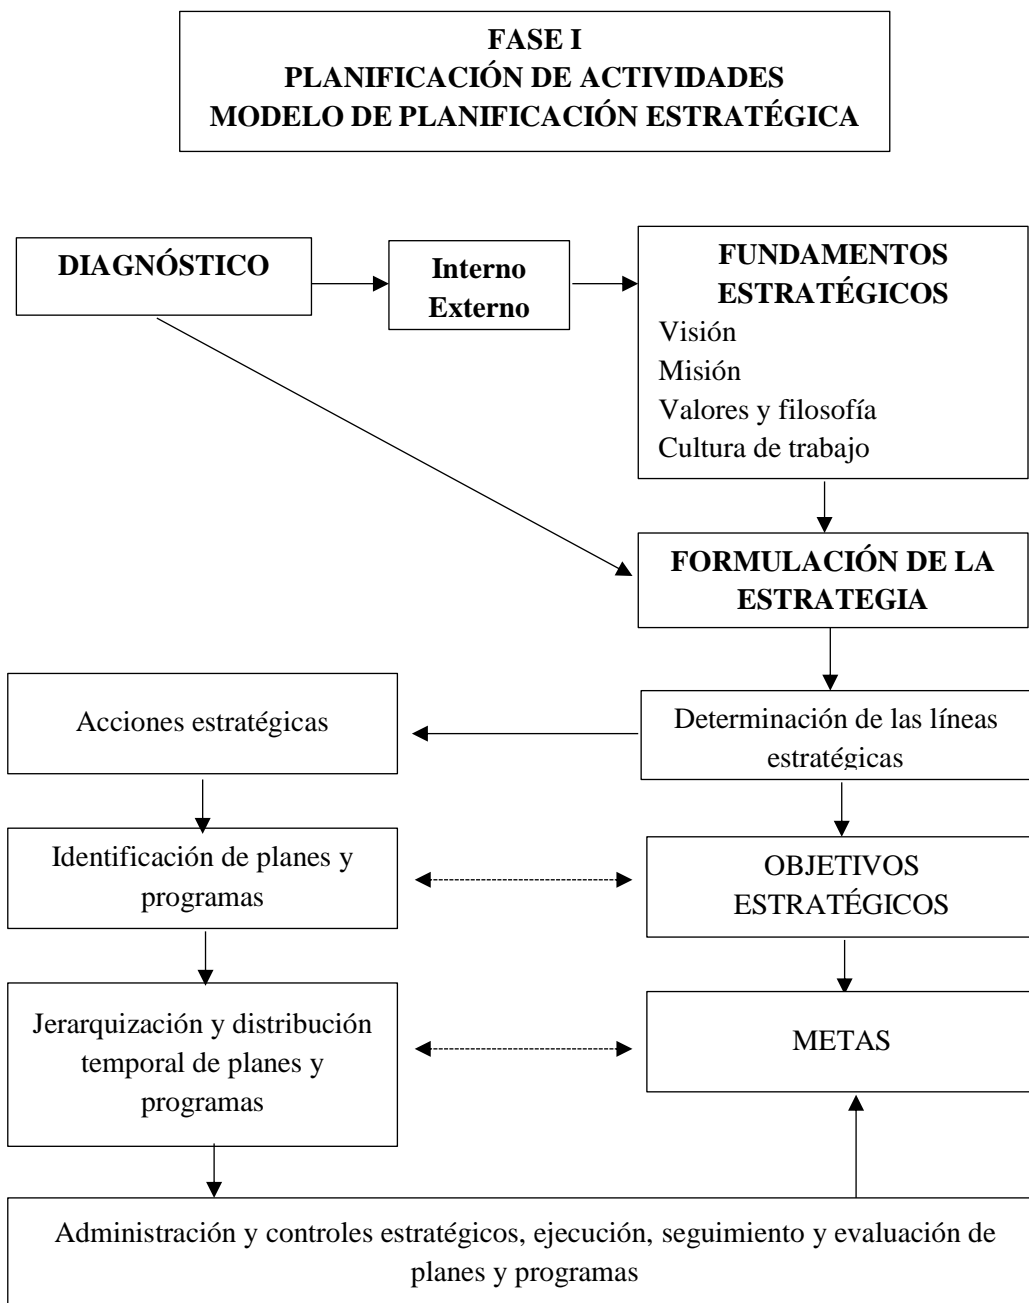 FASE I
PLANIFICACIÓN DE ACTIVIDADES
MODELO DE PLANIFICACIÓN ESTRATÉGICA
DIAGNÓSTICO
Interno
Externo
FUNDAMENTOS
ESTRATÉGICOS
Visión
Misión
Valores y filosofía
Cultura de trabajo
FORMULACIÓN DE LA
ESTRATEGIA
Acciones estratégicas
Determinación de las líneas
estratégicas
Identificación de planes y
programas
OBJETIVOS
ESTRATÉGICOS
Jerarquización y distribución
temporal de planes y
programas
METAS
Administración y controles estratégicos, ejecución, seguimiento y evaluación de
planes y programas